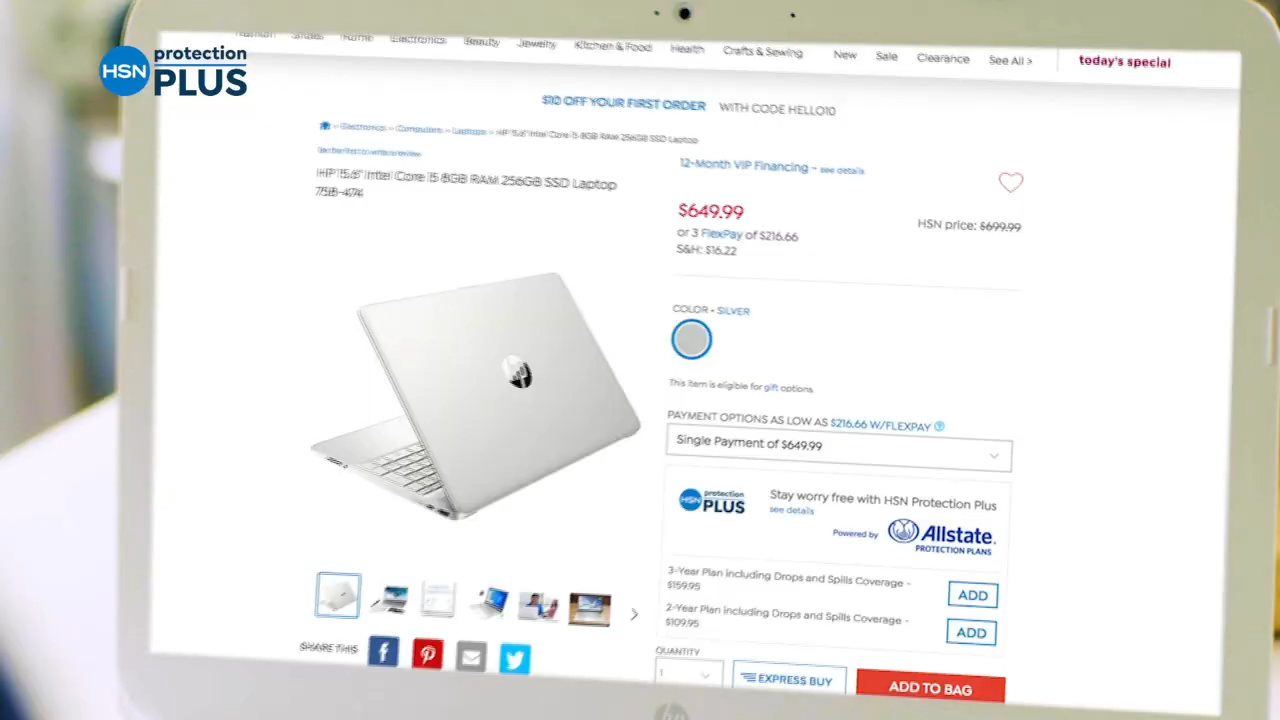 HSN protection
PLUS
Fashion Shoes Home Electronics Beauty Jewelry Kitchen & Food Health Crafts & Sewing New Sale Clearance See All > today's special
$10 OFF YOUR FIRST ORDER WITH CODE HELLO10
» Electronics » Computers » Laptops » HP 15.6" Intel Core i5 8GB RAM 256GB SSD Laptop
Be the first to write a review
12-Month VIP Financing - see details
HP 15.6" Intel Core i5 8GB RAM 256GB SSD Laptop
758-474
$649.99
HSN price: $699.99
or 3 FlexPay of $216.66
S&H: $16.22
COLOR • SILVER
This item is eligible for gift options.
PAYMENT OPTIONS AS LOW AS $216.66 W/FLEXPAY ?
Single Payment of $649.99
HSN protection
PLUS
Stay worry free with HSN Protection Plus
see details
Powered by Allstate.
PROTECTION PLANS
3-Year Plan including Drops and Spills Coverage -
$159.95
ADD
2-Year Plan including Drops and Spills Coverage -
$109.95
ADD
SHARE THIS
QUANTITY
1
EXPRESS BUY
ADD TO BAG
hp